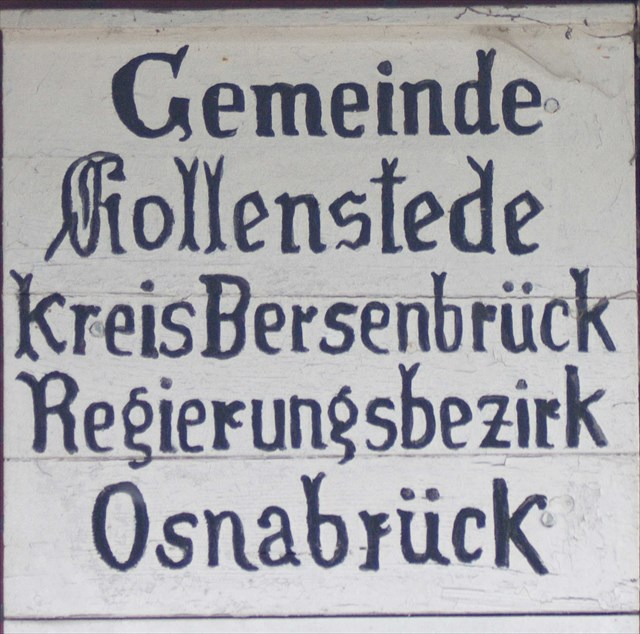 Gemeinde
Hollenstede
Kreis Bersenbrück
Regierungsbezirk
Osnabrück